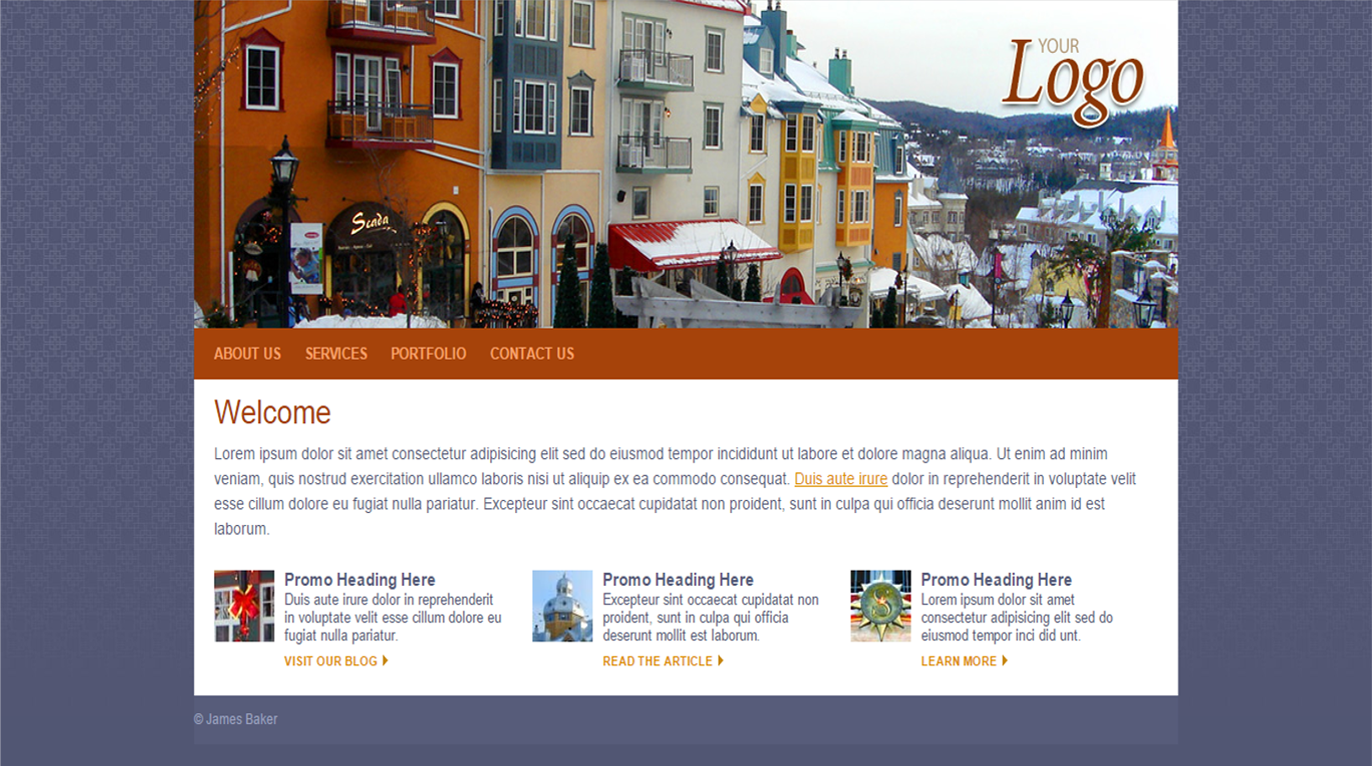 YOUR
Logo
Scada
ABOUT US SERVICES PORTFOLIO CONTACT US
Welcome
Lorem ipsum dolor sit amet consectetur adipisicing elit sed do eiusmod tempor incididunt ut labore et dolore magna aliqua. Ut enim ad minim
veniam, quis nostrud exercitation ullamco laboris nisi ut aliquip ex ea commodo consequat. Duis aute irure dolor in reprehenderit in voluptate velit
esse cillum dolore eu fugiat nulla pariatur. Excepteur sint occaecat cupidatat non proident, sunt in culpa qui officia deserunt mollit anim id est
laborum.
Promo Heading Here
Duis aute irure dolor in reprehenderit
in voluptate velit esse cillum dolore eu
fugiat nulla pariatur.
VISIT OUR BLOG
Promo Heading Here
Excepteur sint occaecat cupidatat non
proident, sunt in culpa qui officia
deserunt mollit est laborum.
READ THE ARTICLE
Promo Heading Here
Lorem ipsum dolor sit amet
consectetur adipisicing elit sed do
eiusmod tempor inci did unt.
LEARN MORE
© James Baker